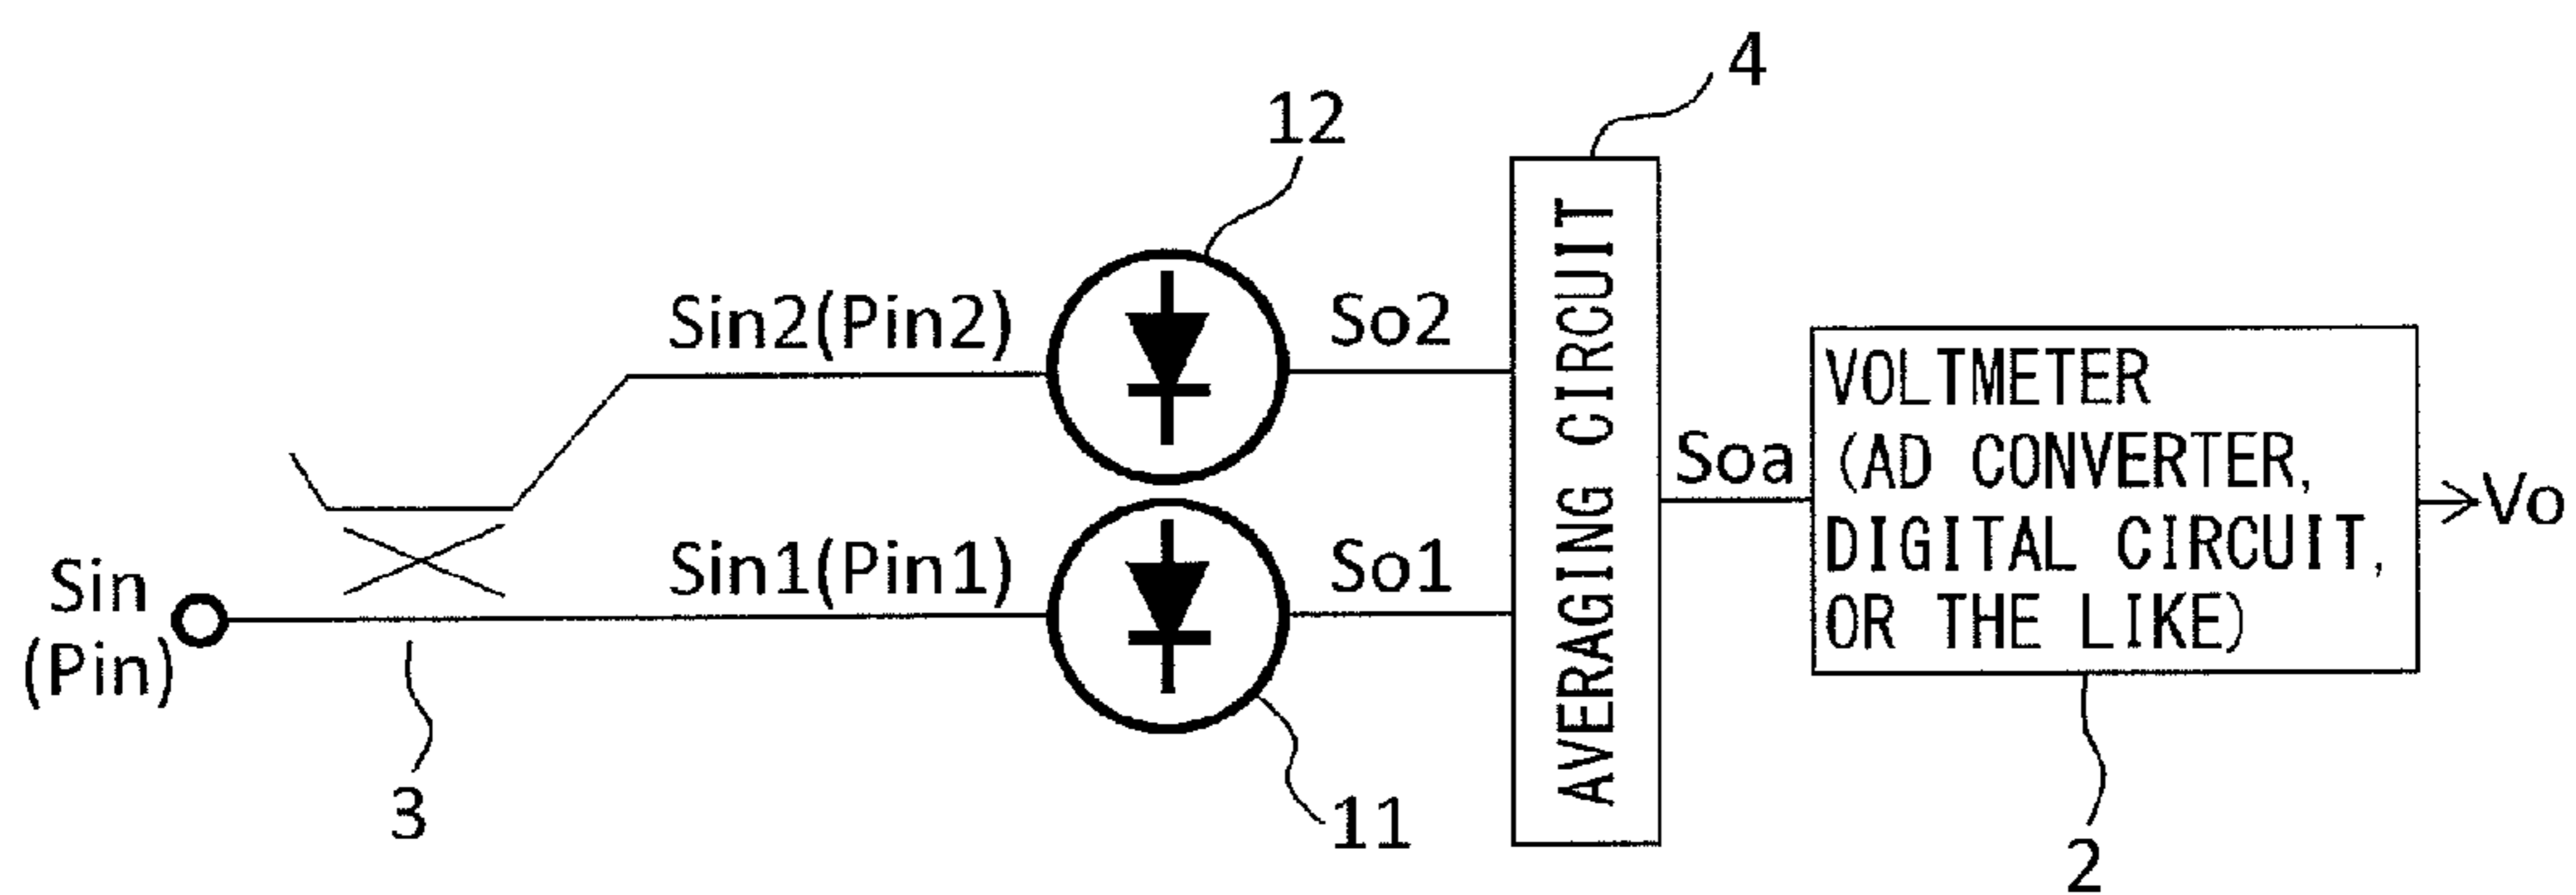 4
12
Sin2(Pin2)
So2
AVERAGING CIRCUIT
VOLTMETER
(AD CONVERTER,
DIGITAL CIRCUIT,
OR THE LIKE)
Soa
Vo
Sin
(Pin)
Sin1(Pin1)
So1
3
11
2